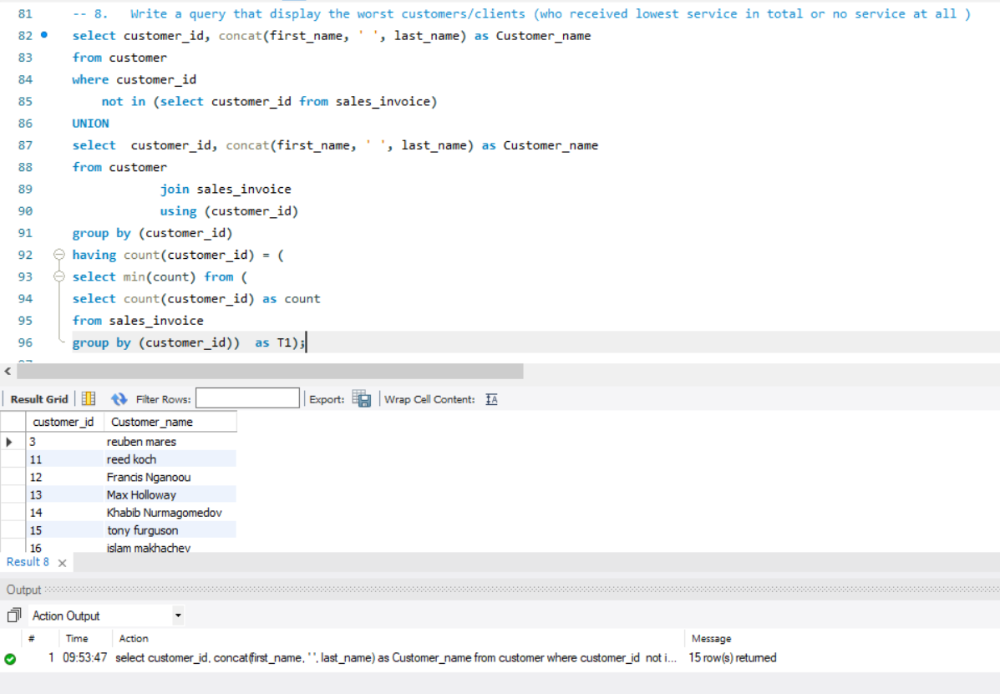 81 -- 8. Write a query that display the worst customers/clients (who received lowest service in total or no service at all )
82 select customer_id, concat(first_name, ' ', last_name) as Customer_name
83 from customer
84 where customer_id
85 not in (select customer_id from sales_invoice)
86 UNION
87 select customer_id, concat(first_name, ' ', last_name) as Customer_name
88 from customer
89 join sales_invoice
90 using (customer_id)
91 group by (customer_id)
92 having count(customer_id) = (
93 select min(count) from (
94 select count(customer_id) as count
95 from sales_invoice
96 group by (customer_id)) as T1);
Result Grid Filter Rows: Export: Wrap Cell Content: IA
customer_id Customer_name
3 reuben mares
11 reed koch
12 Francis Nganoou
13 Max Holloway
14 Khabib Nurmagomedov
15 tony furguson
16 islam makhachev
Result 8
Output
Action Output
# Time Action Message
1 09:53:47 select customer_id, concat(first_name, ' ', last_name) as Customer_name from customer where customer_id not i... 15 row(s) returned